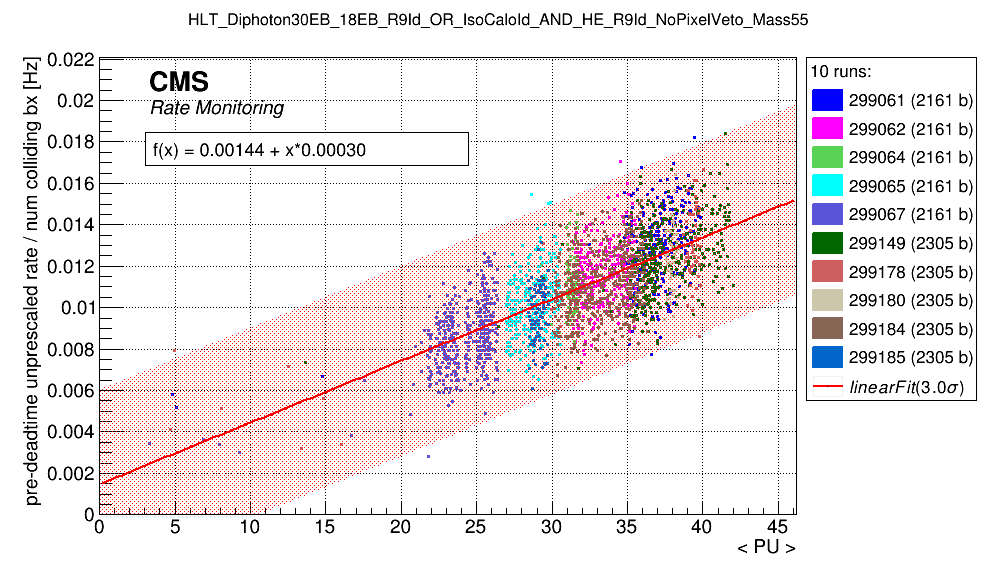 HLT_Diphoton30EB_18EB_R9Id_OR_IsoCaloId_AND_HE_R9Id_NoPixelVeto_Mass55
pre-deadtime unprescaled rate / num colliding bx [Hz]
0.022
0.02
0.018
0.016
0.014
0.012
0.01
0.008
0.006
0.004
0.002
0
CMS
Rate Monitoring
f(x) = 0.00144 + x*0.00030
0 5 10 15 20 25 30 35 40 45
< PU >
10 runs:
299061 (2161 b)
299062 (2161 b)
299064 (2161 b)
299065 (2161 b)
299067 (2161 b)
299149 (2305 b)
299178 (2305 b)
299180 (2305 b)
299184 (2305 b)
299185 (2305 b)
linearFit(3.0σ)